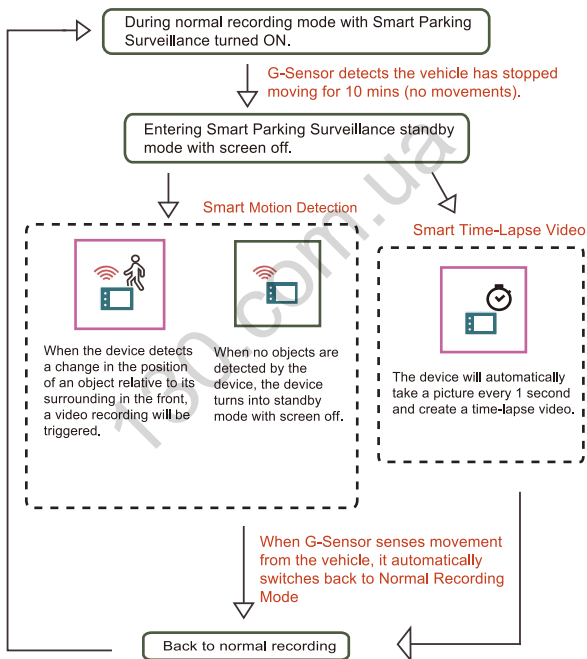 During normal recording mode with Smart Parking
Surveillance turned ON.
G-Sensor detects the vehicle has stopped
moving for 10 mins (no movements).
Entering Smart Parking Surveillance standby
mode with screen off.
Smart Motion Detection
Smart Time-Lapse Video
When the device detects
a change in the position
of an object relative to its
surrounding in the front,
a video recording will be
triggered.
When no objects are
detected by the
device, the device
turns into standby
mode with screen off.
The device will automatically
take a picture every 1 second
and create a time-lapse video.
When G-Sensor senses movement
from the vehicle, it automatically
switches back to Normal Recording
Mode
Back to normal recording
130.com.ua